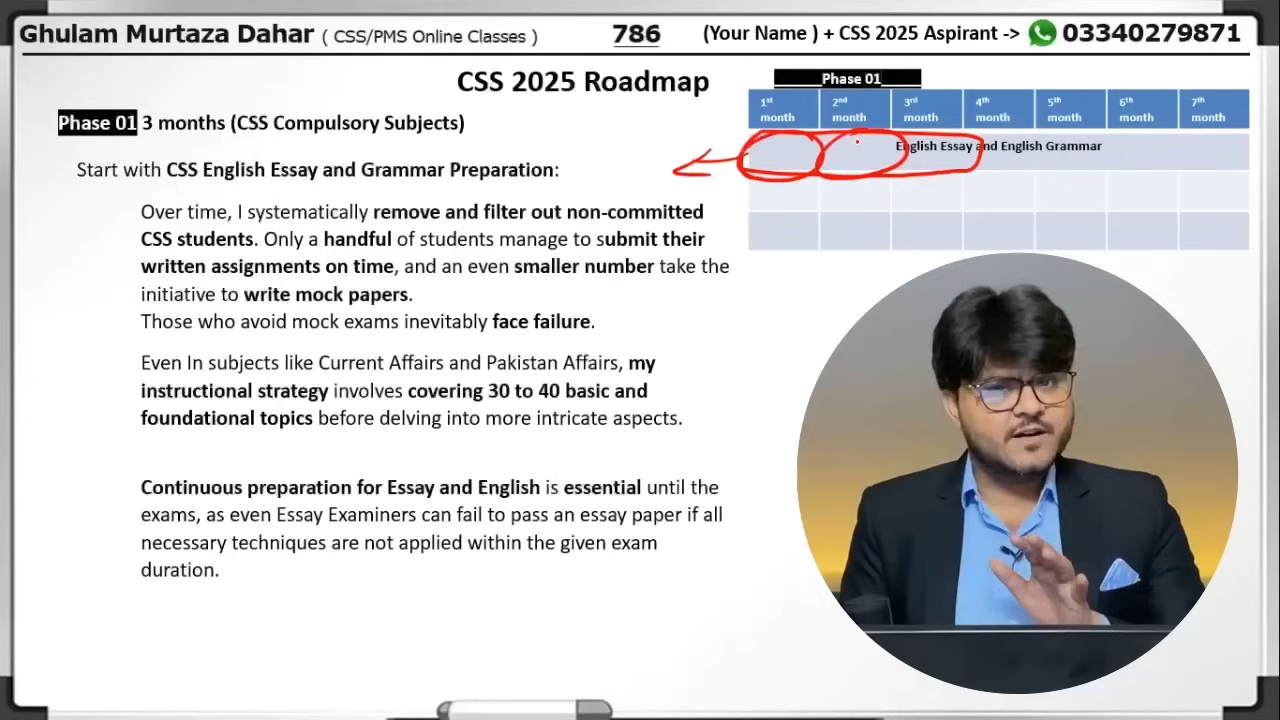 Ghulam Murtaza Dahar ( CSS/PMS Online Classes ) 786 (Your Name ) + CSS 2025 Aspirant -> 03340279871
CSS 2025 Roadmap
Phase 01 3 months (CSS Compulsory Subjects)
Start with CSS English Essay and Grammar Preparation:
Over time, I systematically remove and filter out non-committed
CSS students. Only a handful of students manage to submit their
written assignments on time, and an even smaller number take the
initiative to write mock papers.
Those who avoid mock exams inevitably face failure.
Even In subjects like Current Affairs and Pakistan Affairs, my
instructional strategy involves covering 30 to 40 basic and
foundational topics before delving into more intricate aspects.
Continuous preparation for Essay and English is essential until the
exams, as even Essay Examiners can fail to pass an essay paper if all
necessary techniques are not applied within the given exam
duration.
Phase 01
1st month 2nd month 3rd month 4th month 5th month 6th month 7th month
English Essay and English Grammar